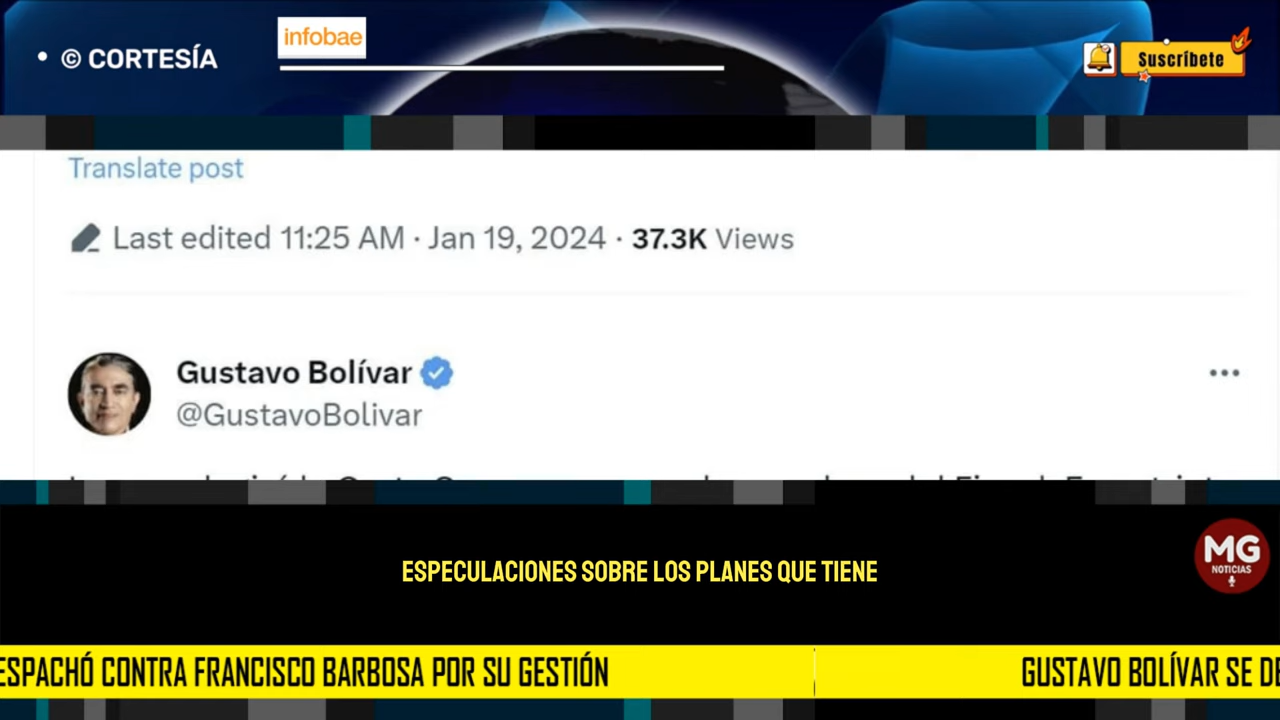 • © CORTESÍA
infobae
Suscríbete
Translate post
Last edited 11:25 AM · Jan 19, 2024 · 37.3K Views
Gustavo Bolívar
@GustavoBolivar
ESPECULACIONES SOBRE LOS PLANES QUE TIENE
MG
NOTICIAS
ESPACHÓ CONTRA FRANCISCO BARBOSA POR SU GESTIÓN
GUSTAVO BOLÍVAR SE DE